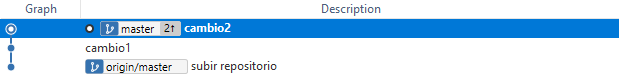 Graph Description
master 2↑ cambio2
cambio1
origin/master subir repositorio